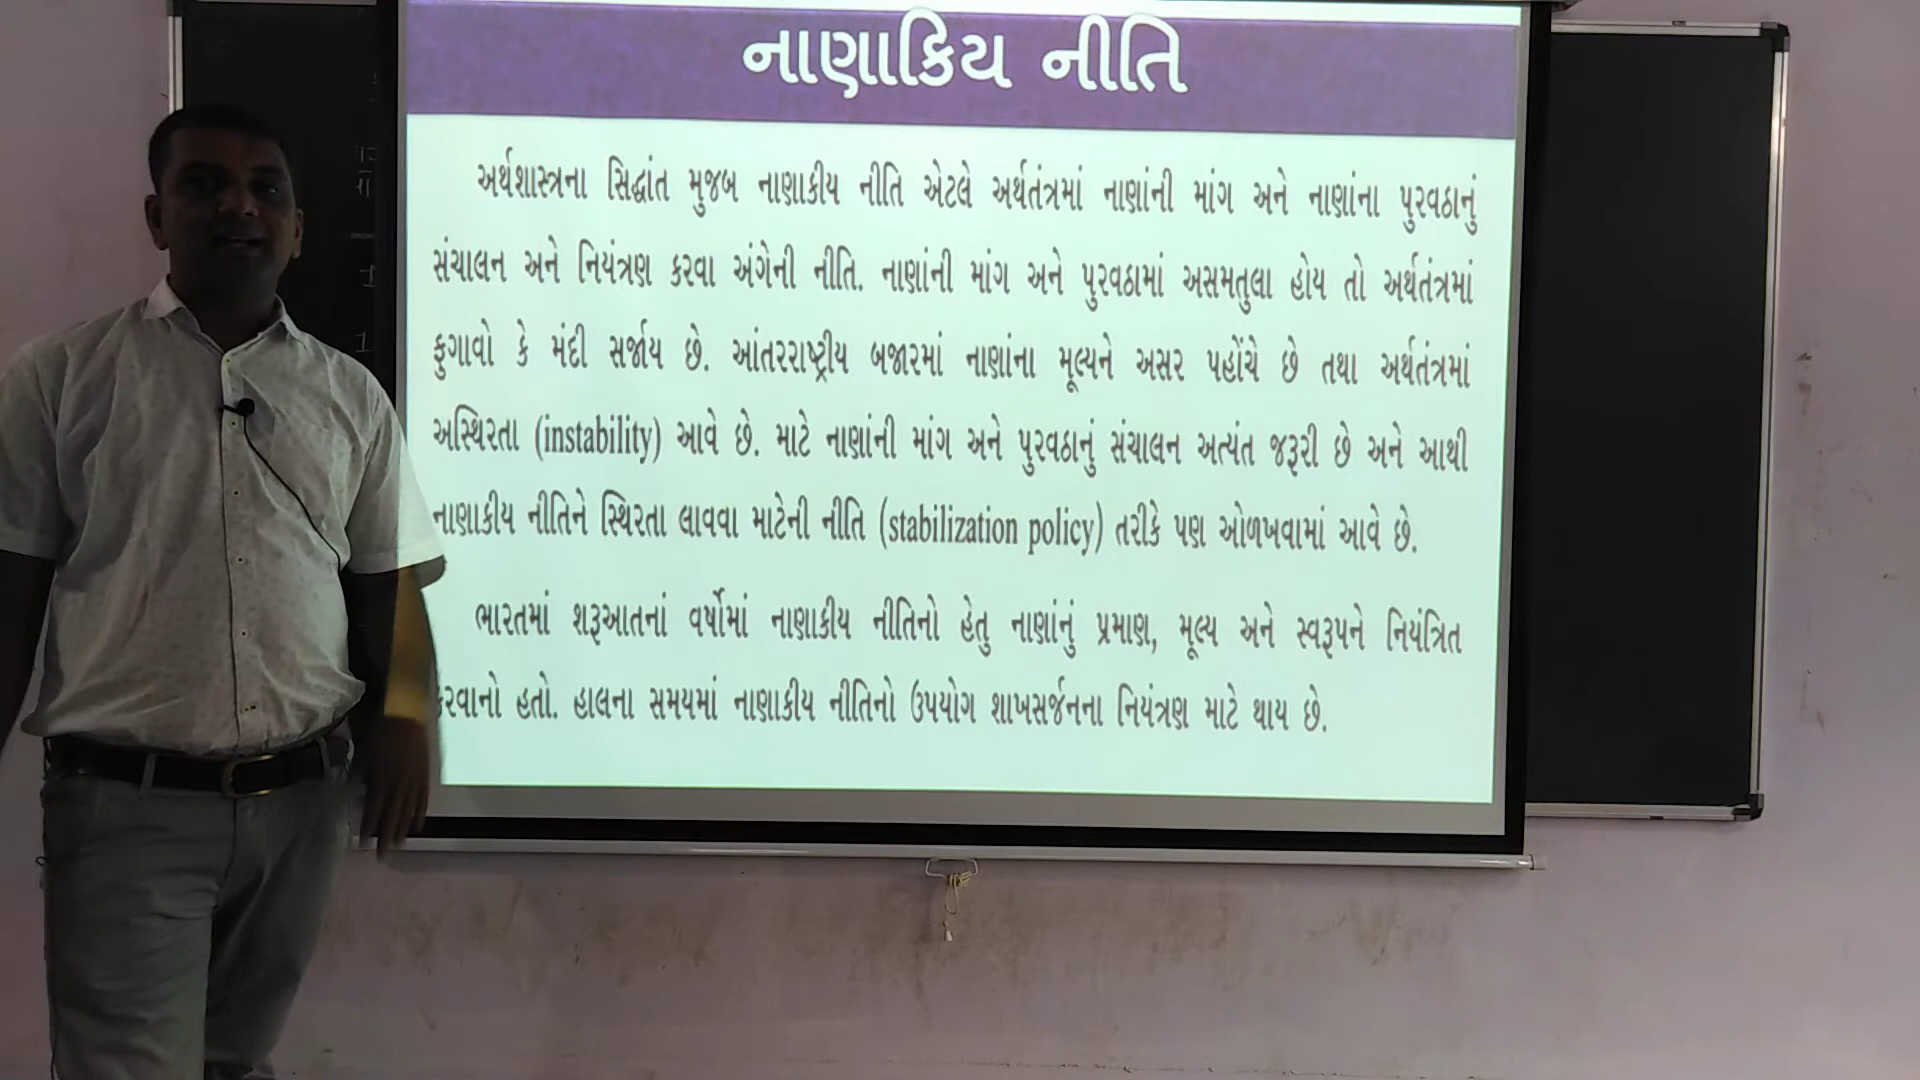 નાણાકિય નીતિ
અર્થશાસ્ત્રના સિદ્ધાંત મુજબ નાણાકીય નીતિ એટલે અર્થતંત્રમાં નાણાંની માંગ અને નાણાંના પુરવઠાનું
સંચાલન અને નિયંત્રણ કરવા અંગેની નીતિ. નાણાંની માંગ અને પુરવઠામાં અસમતુલા હોય તો અર્થતંત્રમાં
ફુગાવો કે મંદી સર્જાય છે. આંતરરાષ્ટ્રીય બજારમાં નાણાંના મૂલ્યને અસર પહોંચે છે તથા અર્થતંત્રમાં
અસ્થિરતા (instability) આવે છે. માટે નાણાંની માંગ અને પુરવઠાનું સંચાલન અત્યંત જરૂરી છે અને આથી
નાણાકીય નીતિને સ્થિરતા લાવવા માટેની નીતિ (stabilization policy) તરીકે પણ ઓળખવામાં આવે છે.
ભારતમાં શરૂઆતનાં વર્ષોમાં નાણાકીય નીતિનો હેતુ નાણાંનું પ્રમાણ, મૂલ્ય અને સ્વરૂપને નિયંત્રિત
કરવાનો હતો. હાલના સમયમાં નાણાકીય નીતિનો ઉપયોગ શાખસર્જનના નિયંત્રણ માટે થાય છે.